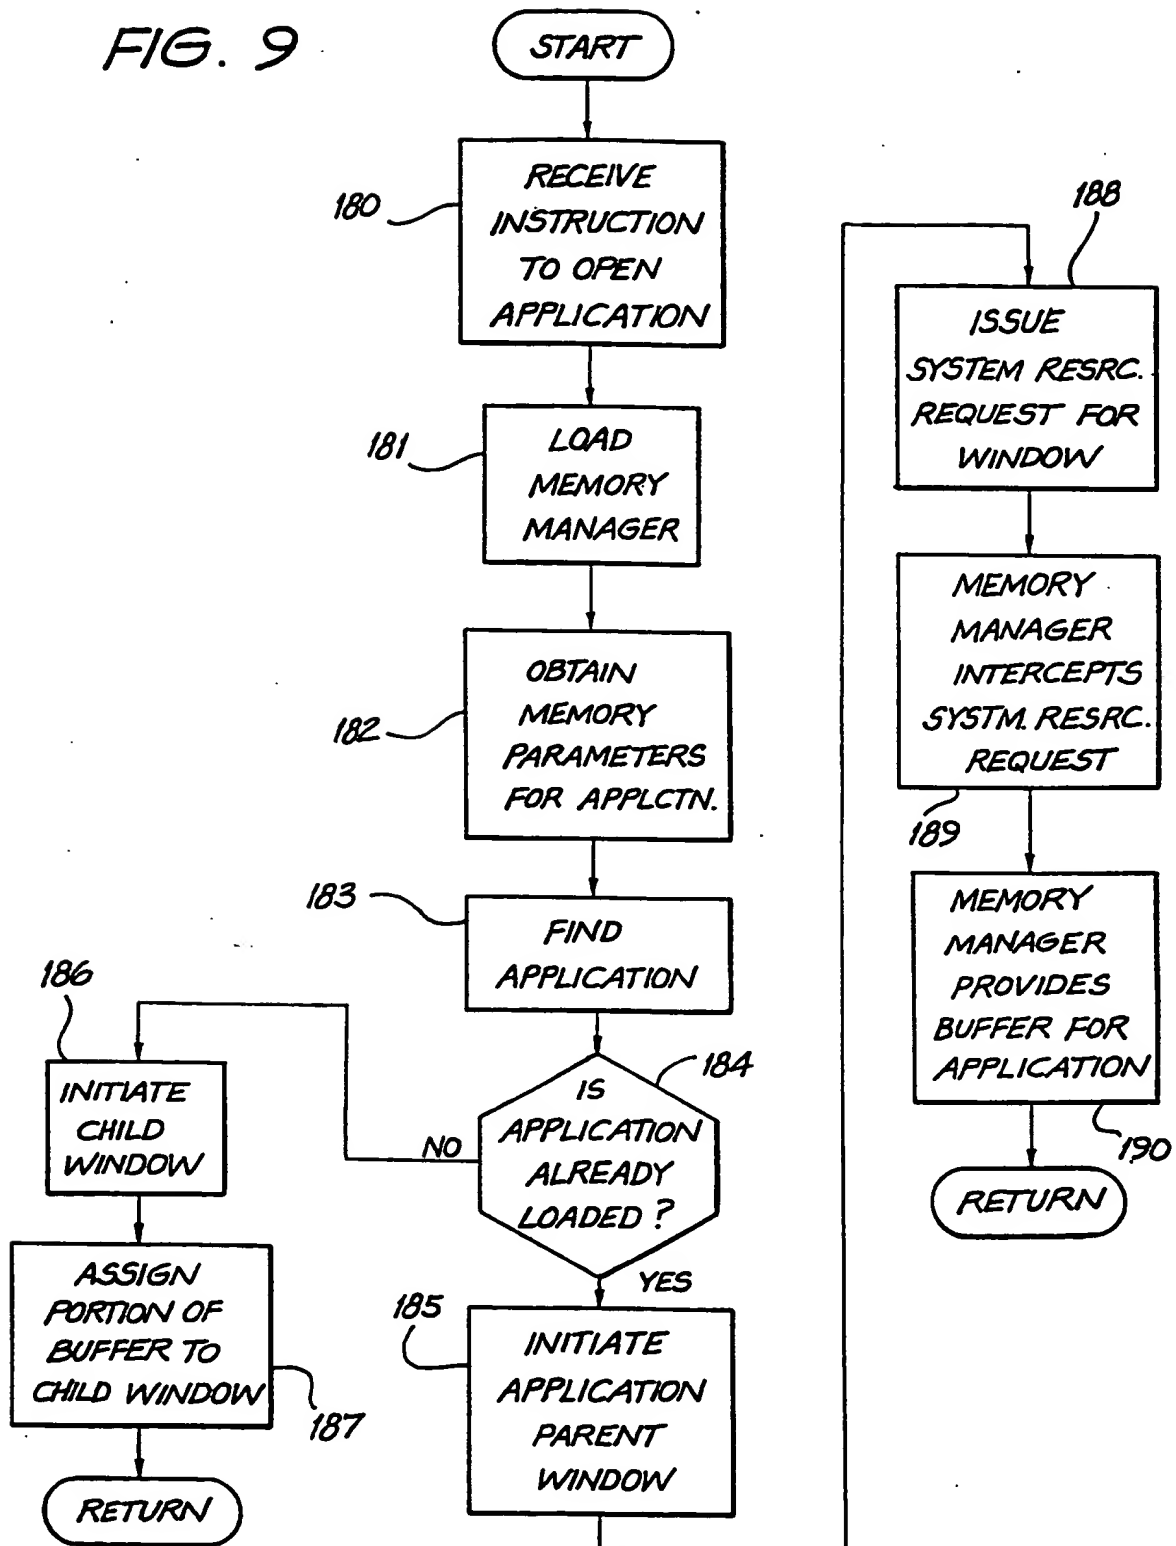 FIG. 9
START
180
RECEIVE
INSTRUCTION
TO OPEN
APPLICATION
181
LOAD
MEMORY
MANAGER
182
OBTAIN
MEMORY
PARAMETERS
FOR APPLCTN.
183
FIND
APPLICATION
184
IS
APPLICATION
ALREADY
LOADED ?
NO
YES
186
INITIATE
CHILD
WINDOW
ASSIGN
PORTION OF
BUFFER TO
CHILD WINDOW
187
RETURN
185
INITIATE
APPLICATION
PARENT
WINDOW
188
ISSUE
SYSTEM RESRC.
REQUEST FOR
WINDOW
MEMORY
MANAGER
INTERCEPTS
SYSTM. RESRC.
REQUEST
189
MEMORY
MANAGER
PROVIDES
BUFFER FOR
APPLICATION
190
RETURN